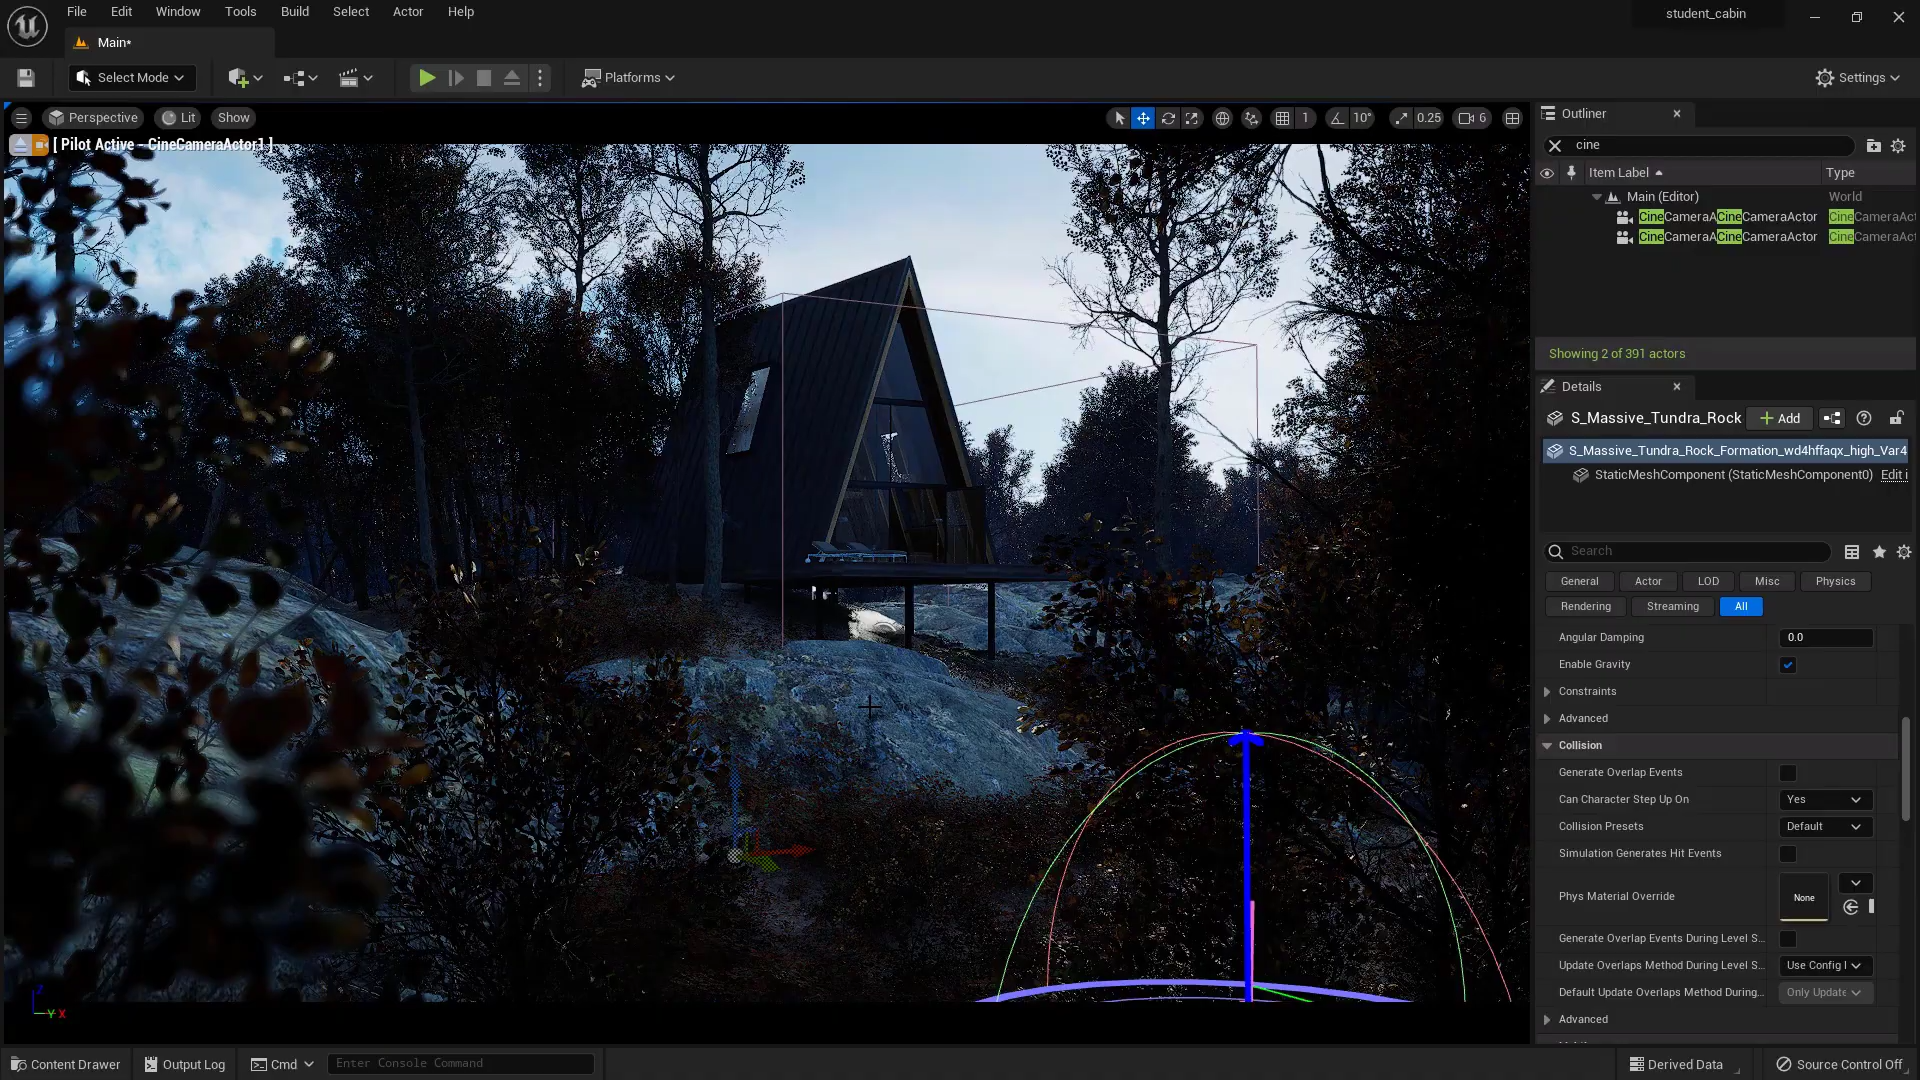 File Edit Window Tools Build Select Actor Help
student_cabin
Main*
Select Mode
Platforms
Settings
Perspective
Lit
Show
1
10°
0.25
6
[ Pilot Active - CineCameraActor1 ]
Outliner
cine
Item Label
Type
Main (Editor)
World
CineCameraACineCameraActor
CineCameraAct
CineCameraACineCameraActor
CineCameraAct
Showing 2 of 391 actors
Details
S_Massive_Tundra_Rock
Add
S_Massive_Tundra_Rock_Formation_wd4hffaqx_high_Var4
StaticMeshComponent (StaticMeshComponent0)
Edit i
Search
General
Actor
LOD
Misc
Physics
Rendering
Streaming
All
Angular Damping
0.0
Enable Gravity
Constraints
Advanced
Collision
Generate Overlap Events
Can Character Step Up On
Yes
Collision Presets
Default
Simulation Generates Hit Events
Phys Material Override
None
Generate Overlap Events During Level S...
Update Overlaps Method During Level S...
Use Config I
Default Update Overlaps Method During...
Only Update
Advanced
Z
Y X
Content Drawer
Output Log
Cmd
Enter Console Command
Derived Data
Source Control Off